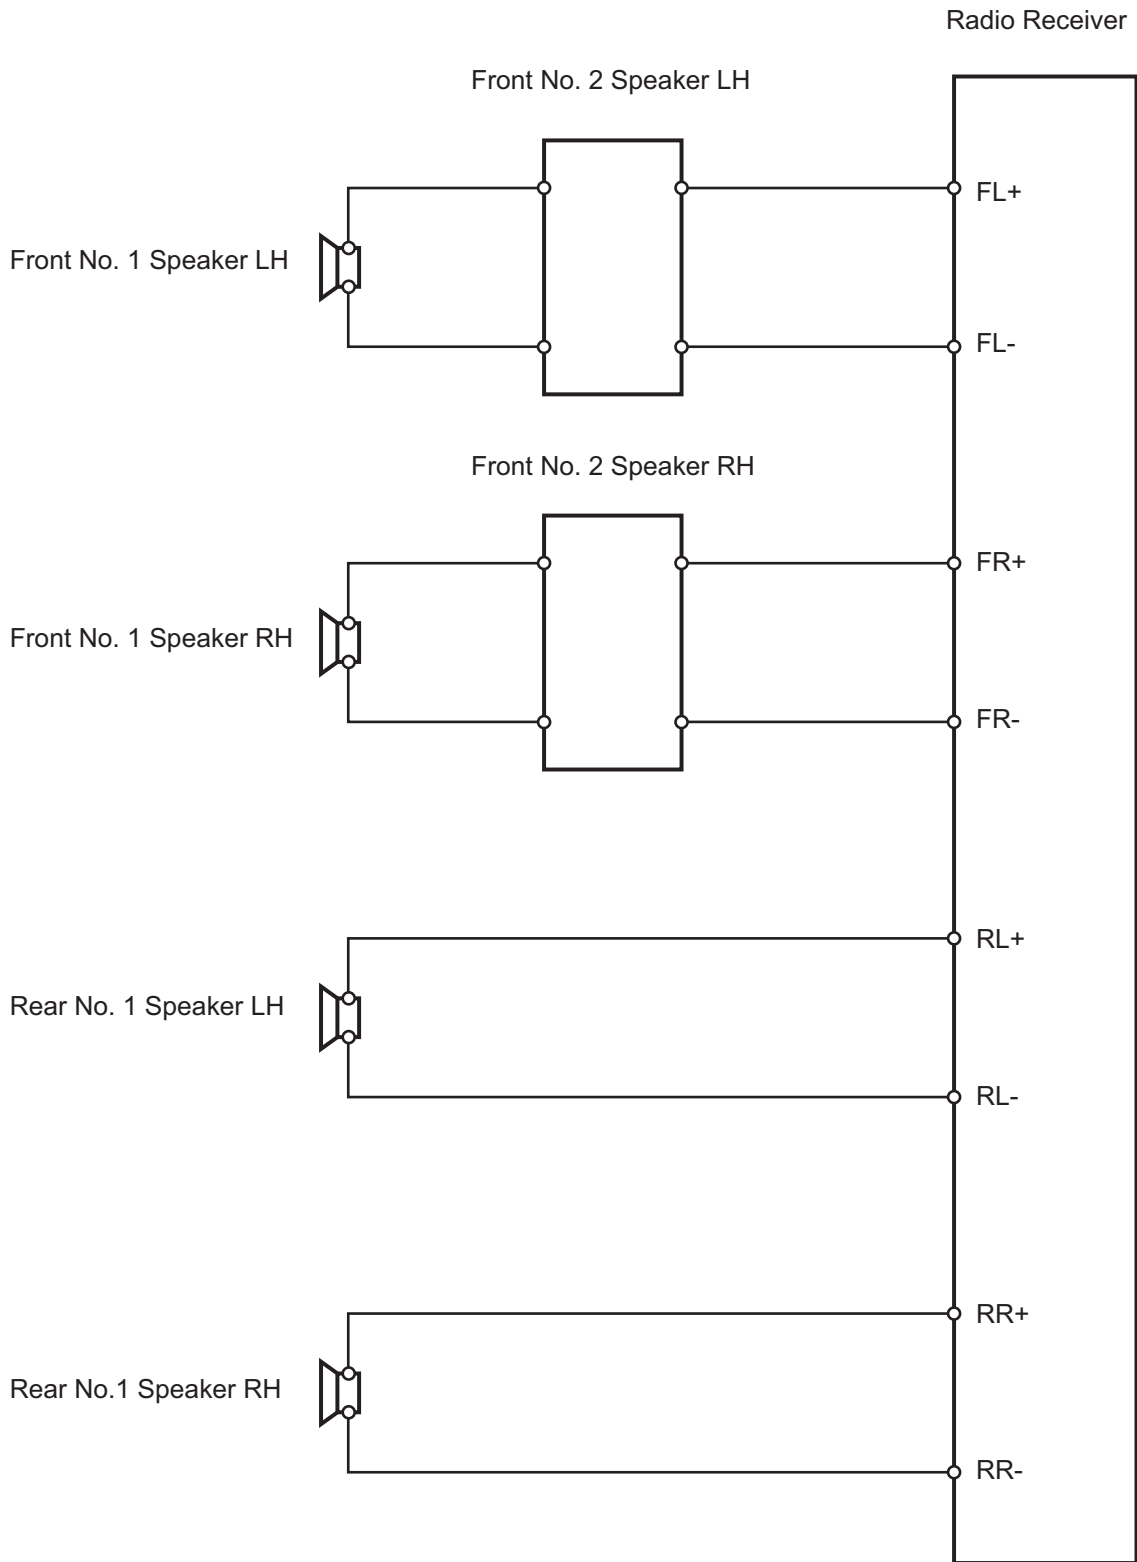 Radio Receiver
Front No. 2 Speaker LH
FL+
Front No. 1 Speaker LH
FL-
Front No. 2 Speaker RH
FR+
Front No. 1 Speaker RH
FR-
RL+
Rear No. 1 Speaker LH
RL-
RR+
Rear No.1 Speaker RH
RR-